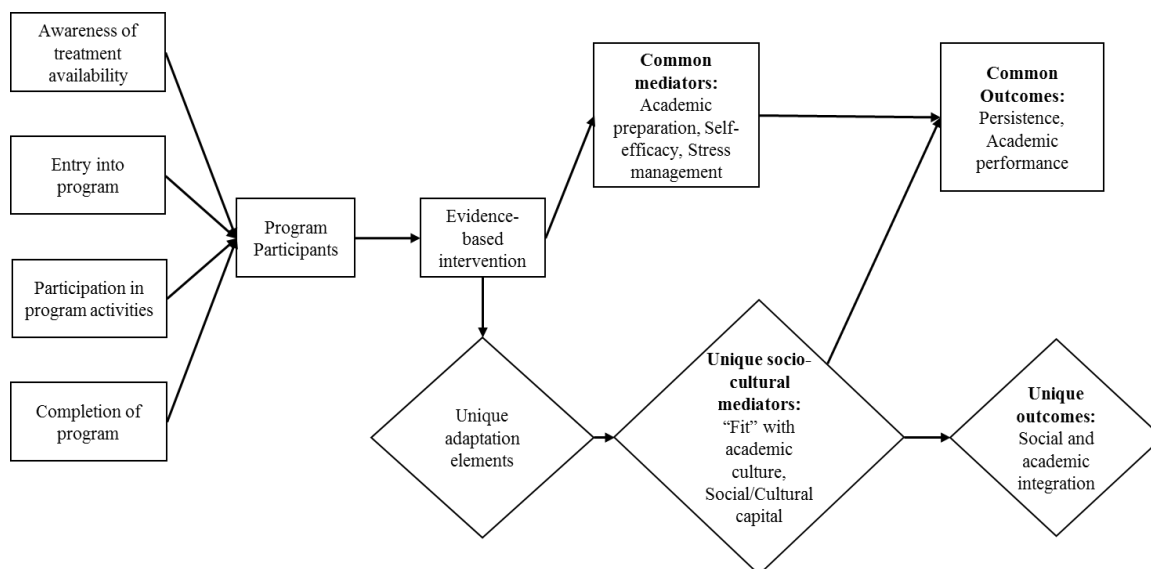 Awareness of
treatment
availability
Entry into
program
Participation in
program activities
Completion of
program
Program
Participants
Evidence-
based
intervention
Common
mediators:
Academic
preparation, Self-
efficacy, Stress
management
Common
Outcomes:
Persistence,
Academic
performance
Unique
adaptation
elements
Unique socio-
cultural
mediators:
“Fit” with
academic
culture,
Social/Cultural
capital
Unique
outcomes:
Social and
academic
integration